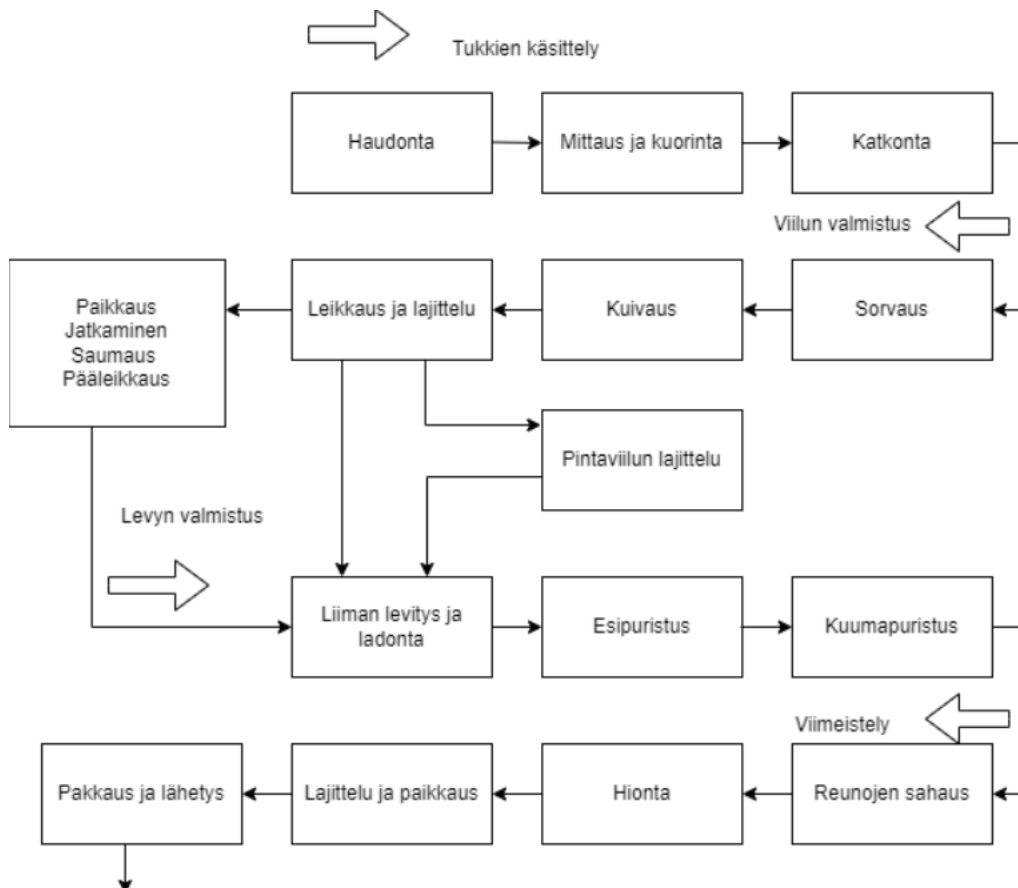 Tukkien käsittely
Haudonta
Mittaus ja kuorinta
Katkonta
Viilun valmistus
Paikkaus
Jatkaminen
Saumaus
Pääleikkaus
Leikkaus ja lajittelu
Kuivaus
Sorvaus
Pintaviilun lajittelu
Levyn valmistus
Liiman levitys ja
ladonta
Esipuristus
Kuumapuristus
Viimeistely
Pakkaus ja lähetys
Lajittelu ja paikkaus
Hionta
Reunojen sahaus